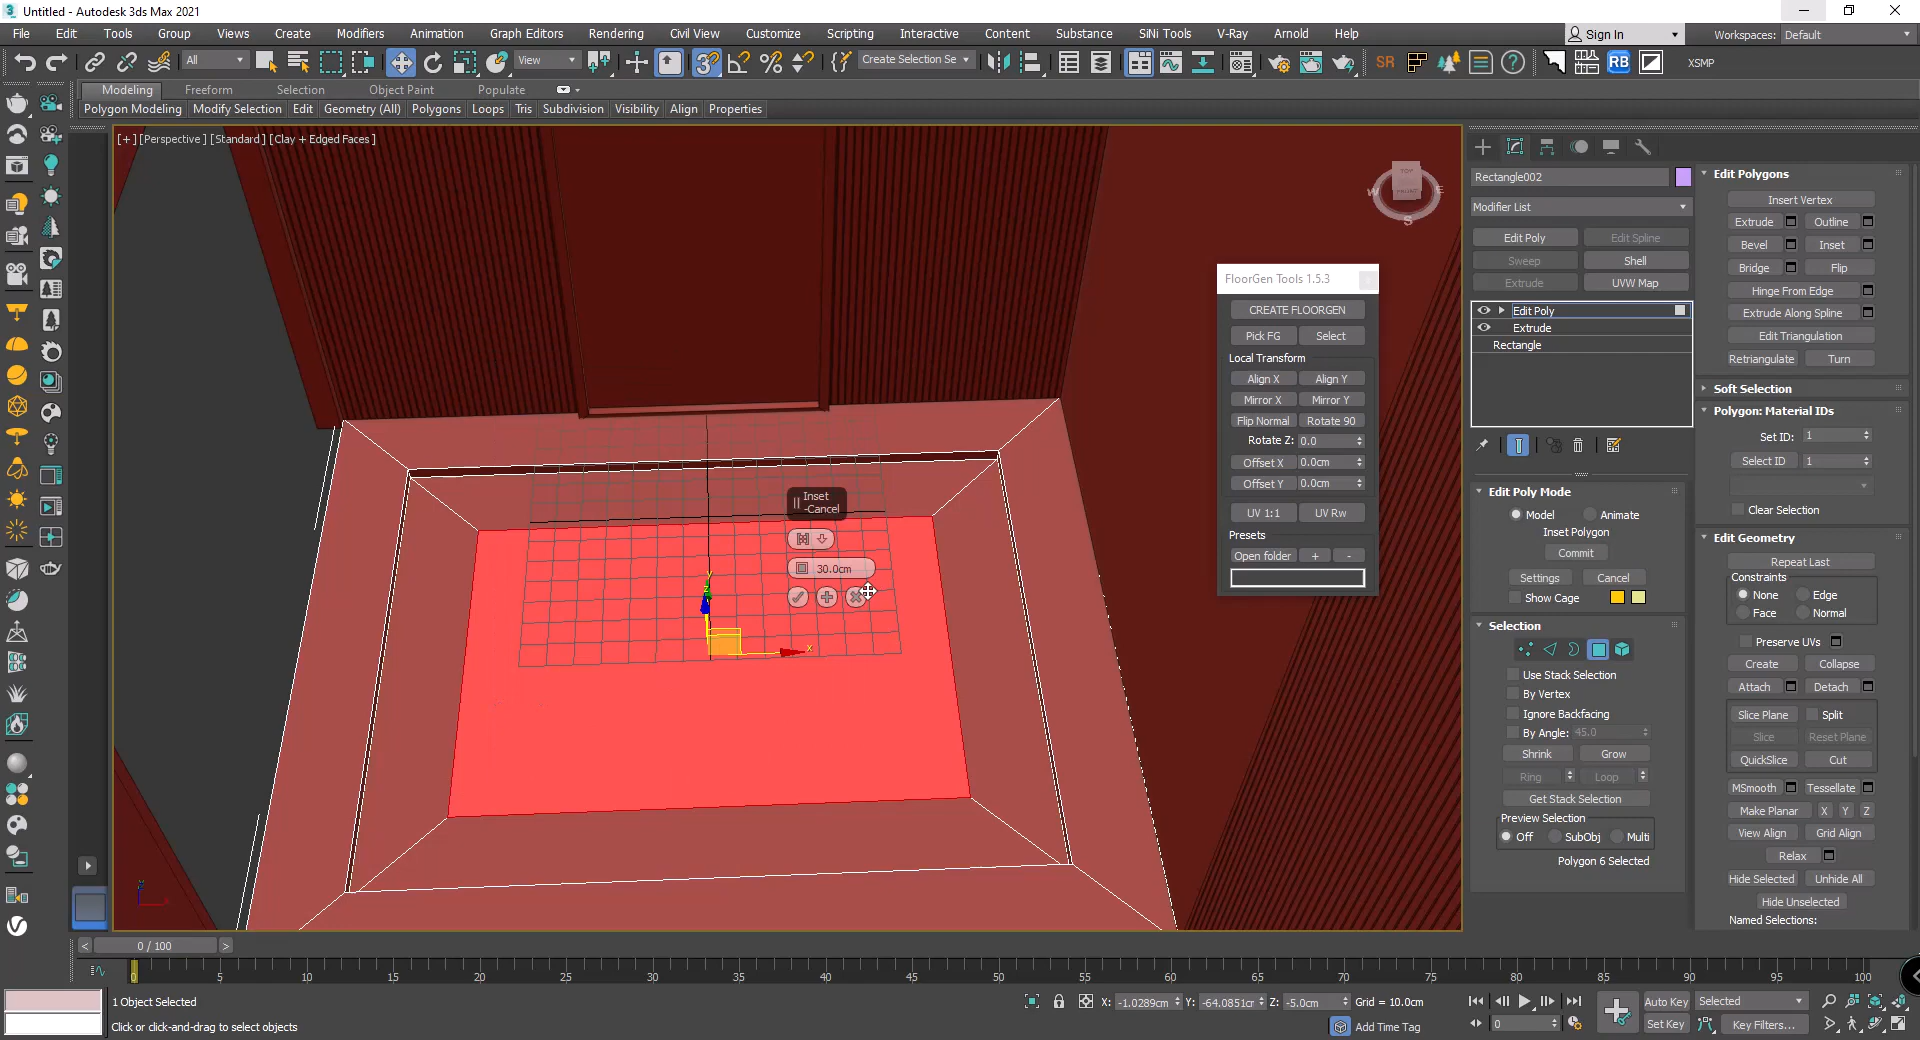 Untitled - Autodesk 3ds Max 2021
File Edit Tools Group Views Create Modifiers Animation Graph Editors Rendering Civil View Customize Scripting Interactive Content Substance SiNi Tools V-Ray Arnold Help Sign In Workspaces: Default
All View Create Selection Se SR RB XSMP
Modeling Freeform Selection Object Paint Populate
Polygon Modeling Modify Selection Edit Geometry (All) Polygons Loops Tris Subdivision Visibility Align Properties
[+] [Perspective] [Standard] [Clay + Edged Faces]
TOP
FRONT
W E
S
Inset
-Cancel
30.0cm
x
FloorGen Tools 1.5.3
CREATE FLOORGEN
Pick FG Select
Local Transform
Align X Align Y
Mirror X Mirror Y
Flip Normal Rotate 90
Rotate Z: 0.0
Offset X 0.0cm
Offset Y 0.0cm
UV 1:1 UV Rw
Presets
Open folder + -
Rectangle002
Modifier List
Edit Poly Edit Spline
Sweep Shell
Extrude UVW Map
Edit Poly
Extrude
Rectangle
Edit Poly Mode
Model Animate
Inset Polygon
Commit
Settings Cancel
Show Cage
Selection
Use Stack Selection
By Vertex
Ignore Backfacing
By Angle: 45.0
Shrink Grow
Ring Loop
Get Stack Selection
Preview Selection
Off SubObj Multi
Polygon 6 Selected
Edit Polygons
Insert Vertex
Extrude Outline
Bevel Inset
Bridge Flip
Hinge From Edge
Extrude Along Spline
Edit Triangulation
Retriangulate Turn
Soft Selection
Polygon: Material IDs
Set ID: 1
Select ID 1
Clear Selection
Edit Geometry
Repeat Last
Constraints
None Edge
Face Normal
Preserve UVs
Create Collapse
Attach Detach
Slice Plane Split
Slice Reset Plane
QuickSlice Cut
MSmooth Tessellate
Make Planar X Y Z
View Align Grid Align
Relax
Hide Selected Unhide All
Hide Unselected
Named Selections:
< 0 / 100 >
0 5 10 15 20 25 30 35 40 45 50 55 60 65 70 75 80 85 90 95 100
1 Object Selected
X: -1.0289cm Y: -64.0851c Z: -5.0cm Grid = 10.0cm
Auto Key Selected
Click or click-and-drag to select objects
Add Time Tag
0
Set Key Key Filters...